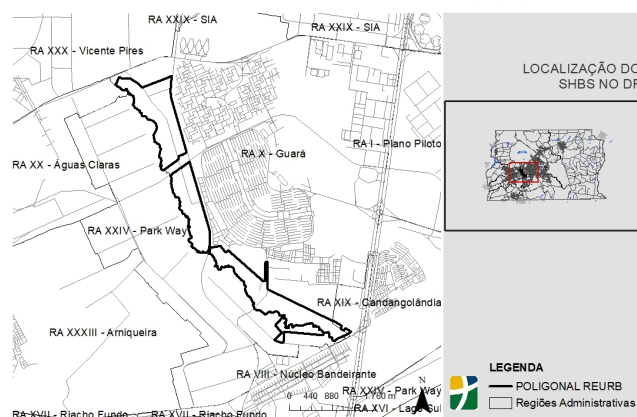 RA XXIX - SIA
RA XXIX - SIA
RA XXX - Vicente Pires
RA I - Plano Piloto
RA X - Guará
RA XX - Águas Claras
RA XXIV - Park Way
RA XIX - Candangolândia
RA XXXIII - Arniqueira
RA VIII - Núcleo Bandeirante
RA XXIV - Park Way
RA XVII - Riacho Fundo
RA XVII - Riacho Fundo
RA XVI - Lago Sul
0 440 880 1.760 m
N
LOCALIZAÇÃO DO
SHBS NO DF
LEGENDA
POLIGONAL REURB
Regiões Administrativas